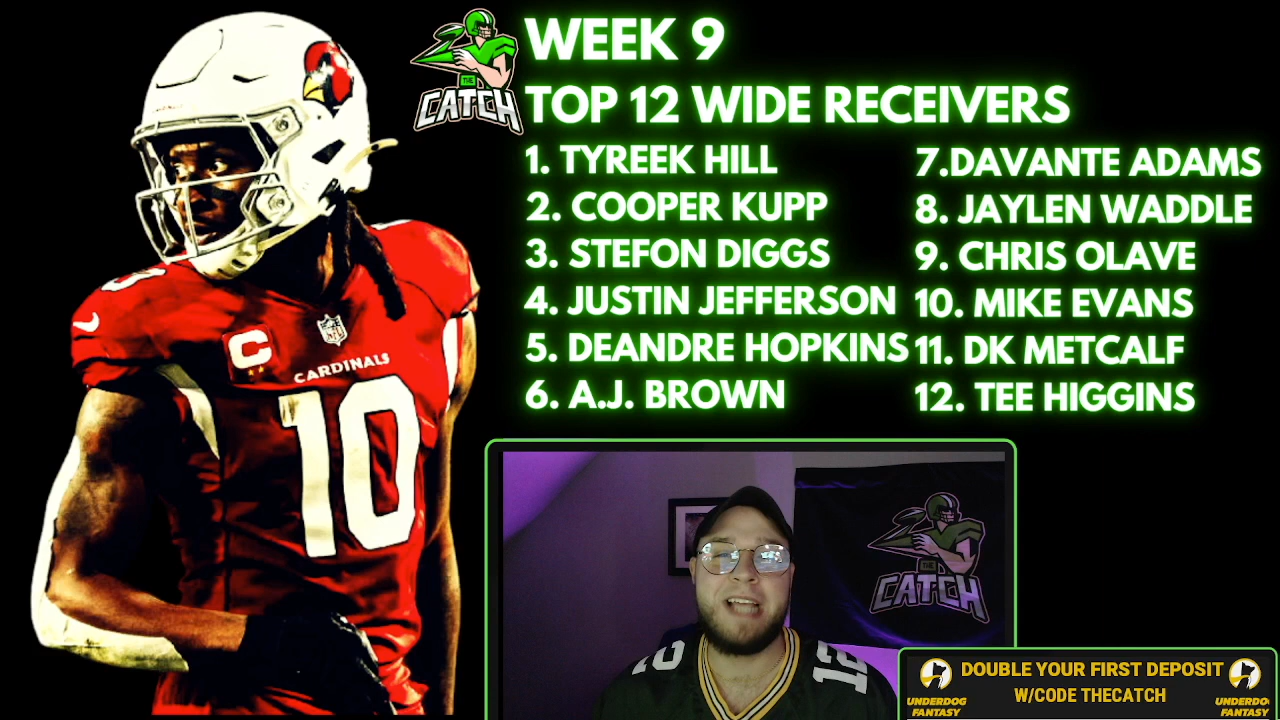 WEEK 9
TOP 12 WIDE RECEIVERS
1. TYREEK HILL
2. COOPER KUPP
3. STEFON DIGGS
4. JUSTIN JEFFERSON
5. DEANDRE HOPKINS
6. A.J. BROWN
7.DAVANTE ADAMS
8. JAYLEN WADDLE
9. CHRIS OLAVE
10. MIKE EVANS
11. DK METCALF
12. TEE HIGGINS
THE
CATCH
C
CARDINALS
10
NFL
THE
CATCH
12
12
DOUBLE YOUR FIRST DEPOSIT
W/CODE THECATCH
UNDERDOG
FANTASY
UNDERDOG
FANTASY